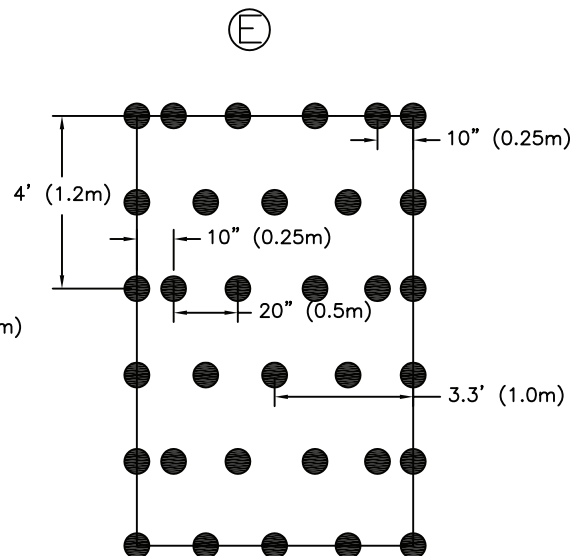 E
10” (0.25m)
4’ (1.2m)
10” (0.25m)
20” (0.5m)
m)
3.3’ (1.0m)